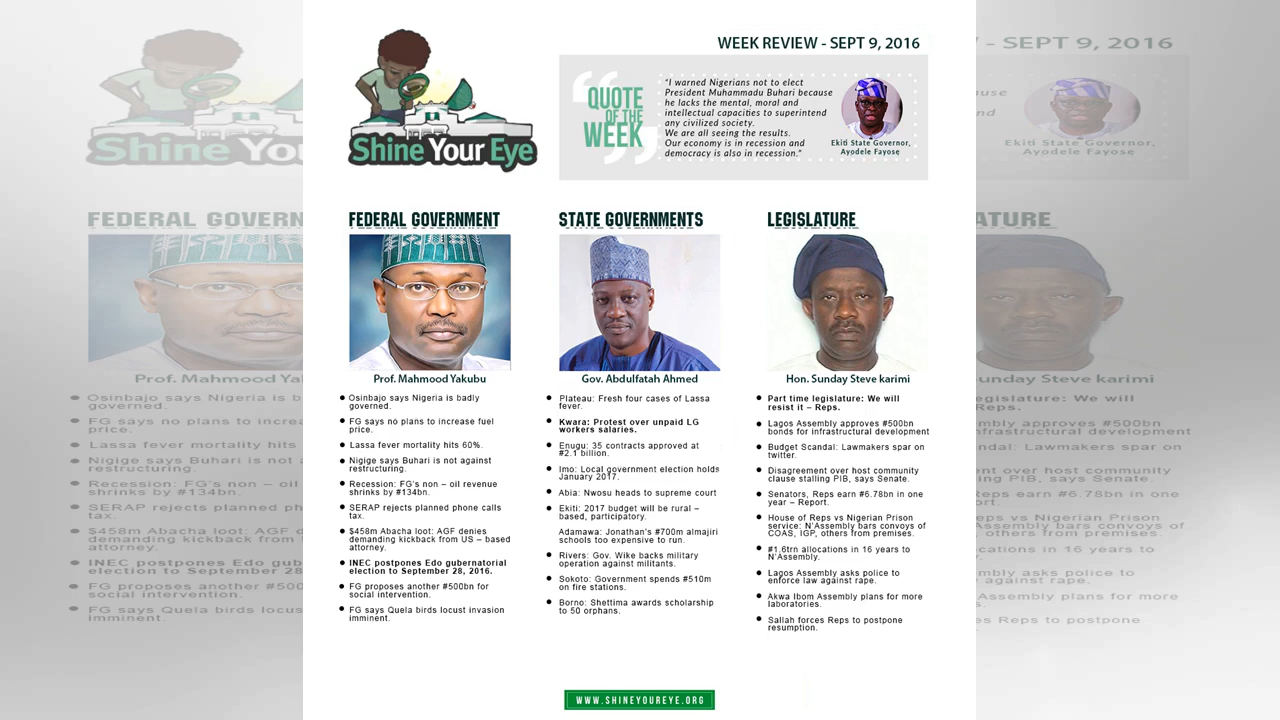 Shine Your Eye
WEEK REVIEW - SEPT 9, 2016
QUOTE
OF THE
WEEK
"I warned Nigerians not to elect
President Muhammadu Buhari because
he lacks the mental, moral and
intellectual capacities to superintend
any civilized society.
We are all seeing the results.
Our economy is in recession and
democracy is also in recession."
Ekiti State Governor,
Ayodele Fayose
FEDERAL GOVERNMENT
Prof. Mahmood Yakubu
Osinbajo says Nigeria is badly
governed.
FG says no plans to increase fuel
price.
Lassa fever mortality hits 60%.
Nigige says Buhari is not against
restructuring.
Recession: FG's non – oil revenue
shrinks by #134bn.
SERAP rejects planned phone calls
tax.
$458m Abacha loot: AGF denies
demanding kickback from US – based
attorney.
INEC postpones Edo gubernatorial
election to September 28, 2016.
FG proposes another #500bn for
social intervention.
FG says Quela birds locust invasion
imminent.
STATE GOVERNMENTS
Gov. Abdulfatah Ahmed
Plateau: Fresh four cases of Lassa
fever.
Kwara: Protest over unpaid LG
workers salaries.
Enugu: 35 contracts approved at
#2.1 billion.
Imo: Local government election holds
January 2017.
Abia: Nwosu heads to supreme court
Ekiti: 2017 budget will be rural –
based, participatory.
Adamawa: Jonathan's #700m almajiri
schools too expensive to run.
Rivers: Gov. Wike backs military
operation against militants.
Sokoto: Government spends #510m
on fire stations.
Borno: Shettima awards scholarship
to 50 orphans.
LEGISLATURE
Hon. Sunday Steve karimi
Part time legislature: We will
resist it – Reps.
Lagos Assembly approves #500bn
bonds for infrastructural development
Budget Scandal: Lawmakers spar on
twitter.
Disagreement over host community
clause stalling PIB, says Senate.
Senators, Reps earn #6.78bn in one
year – Report.
House of Reps vs Nigerian Prison
service: N'Assembly bars convoys of
COAS, IGP, others from premises.
#1.6trn allocations in 16 years to
N'Assembly.
Lagos Assembly asks police to
enforce law against rape.
Akwa Ibom Assembly plans for more
laboratories.
Sallah forces Reps to postpone
resumption.
WWW.SHINEYOUREYE.ORG